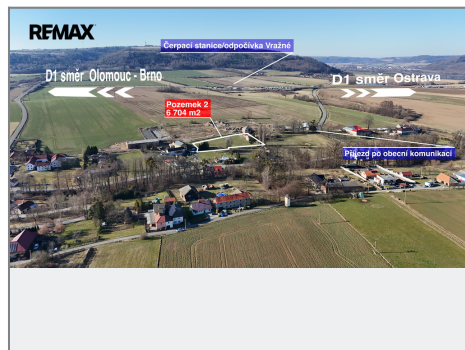 RE/MAX
Čerpací stanice/odpočívka Vražné
D1 směr Olomouc - Brno
D1 směr Ostrava
Pozemek 2
6 704 m2
Příjezd po obecní komunikaci